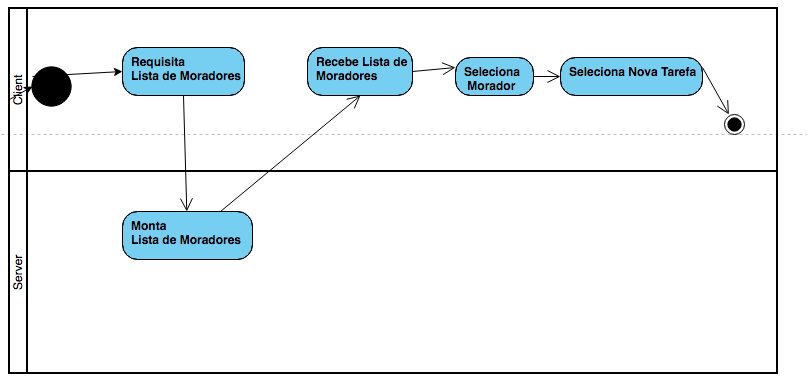 Client
Requisita
Lista de Moradores
Recebe Lista de
Moradores
Seleciona
Morador
Seleciona Nova Tarefa
Server
Monta
Lista de Moradores